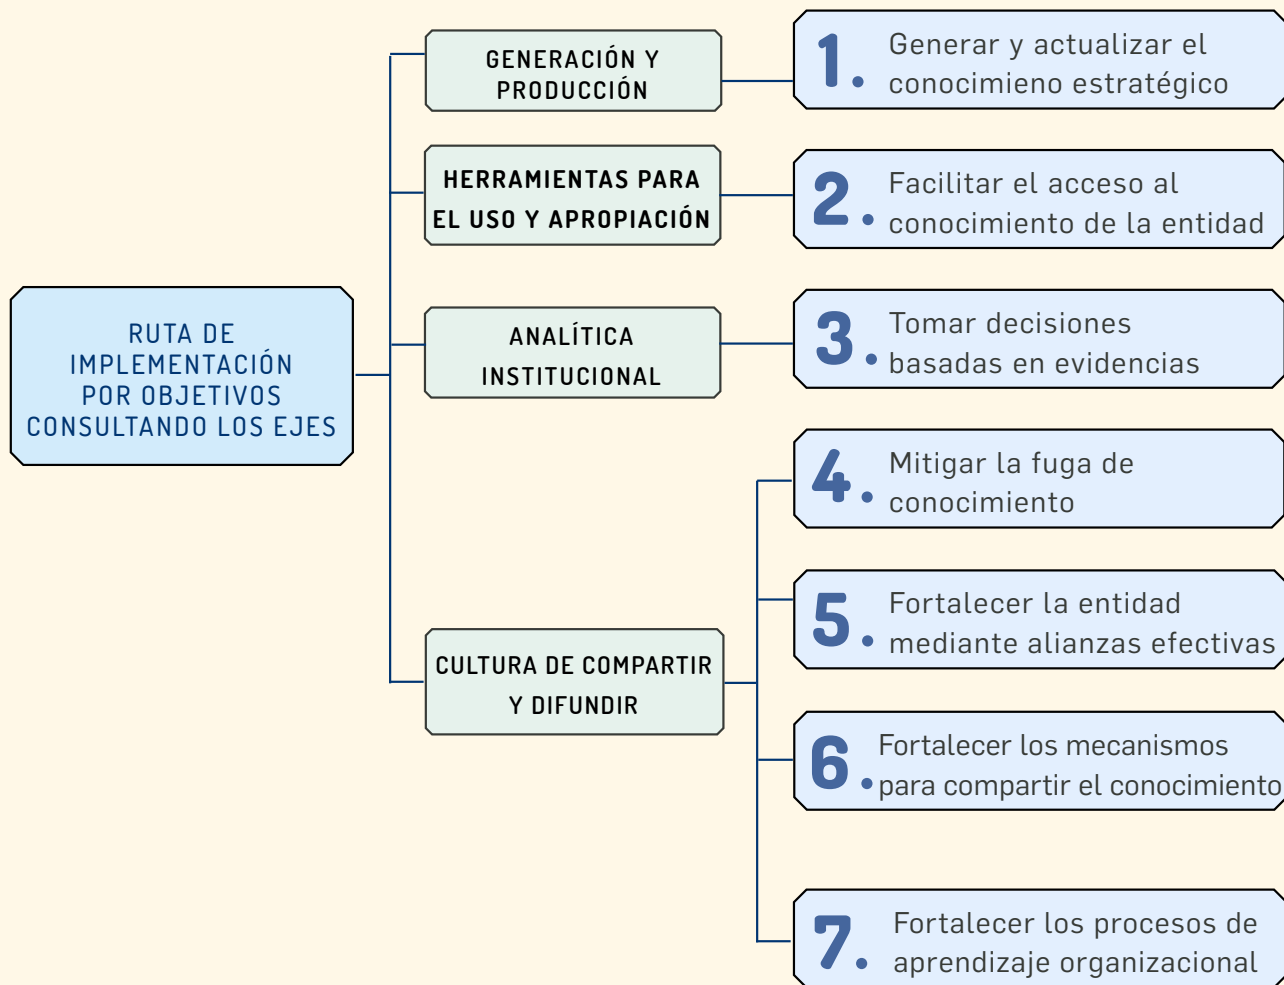 RUTA DE
IMPLEMENTACIÓN
POR OBJETIVOS
CONSULTANDO LOS EJES
GENERACIÓN Y
PRODUCCIÓN
1. Generar y actualizar el
conocimieno estratégico
HERRAMIENTAS PARA
EL USO Y APROPIACIÓN
2. Facilitar el acceso al
conocimiento de la entidad
ANALÍTICA
INSTITUCIONAL
3. Tomar decisiones
basadas en evidencias
CULTURA DE COMPARTIR
Y DIFUNDIR
4. Mitigar la fuga de
conocimiento
5. Fortalecer la entidad
mediante alianzas efectivas
6. Fortalecer los mecanismos
para compartir el conocimiento
7. Fortalecer los procesos de
aprendizaje organizacional